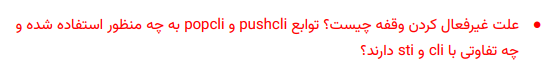 ● علت غیرفعال کردن وقفه چیست؟ توابع pushcli و popcli به چه منظور استفاده شده و
چه تفاوتی با cli و sti دارند؟